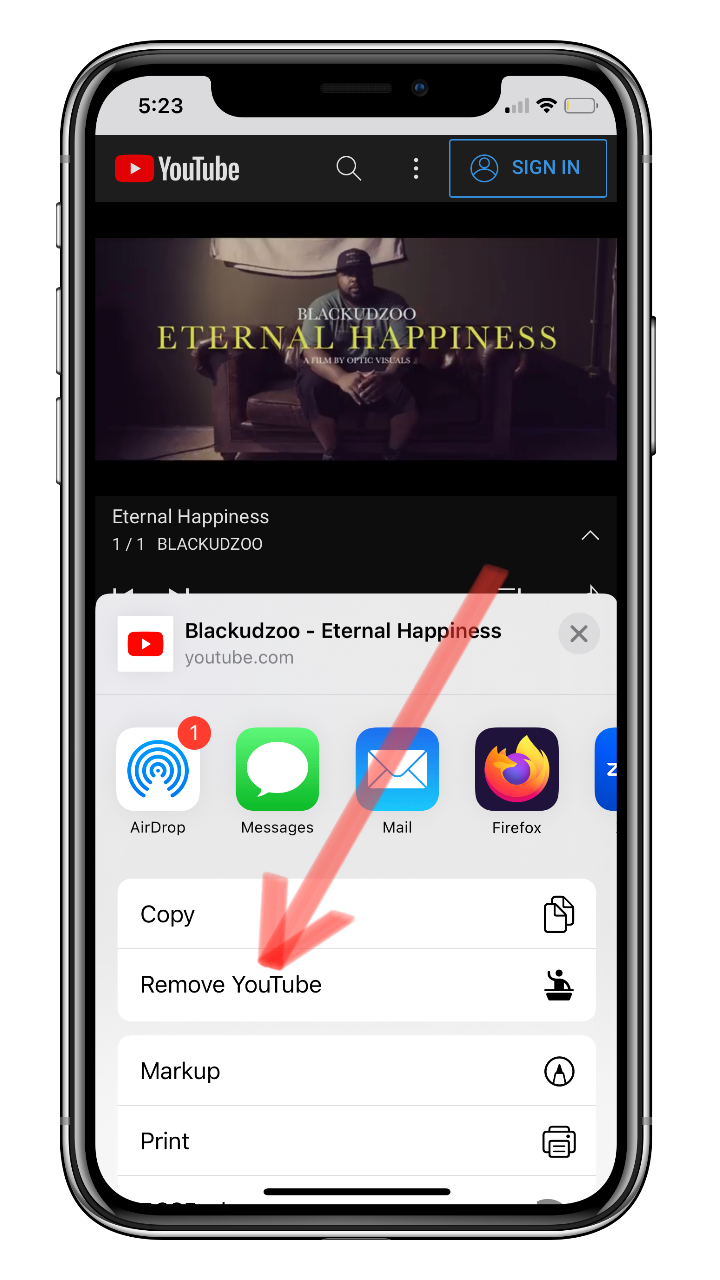 5:23
YouTube
SIGN IN
BLACKUDZOO
ETERNAL HAPPINESS
A FILM BY OPTIC VISUALS
Eternal Happiness
1 / 1 BLACKUDZOO
Blackudzoo - Eternal Happiness
youtube.com
1
AirDrop
Messages
Mail
Firefox
Copy
Remove YouTube
Markup
Print